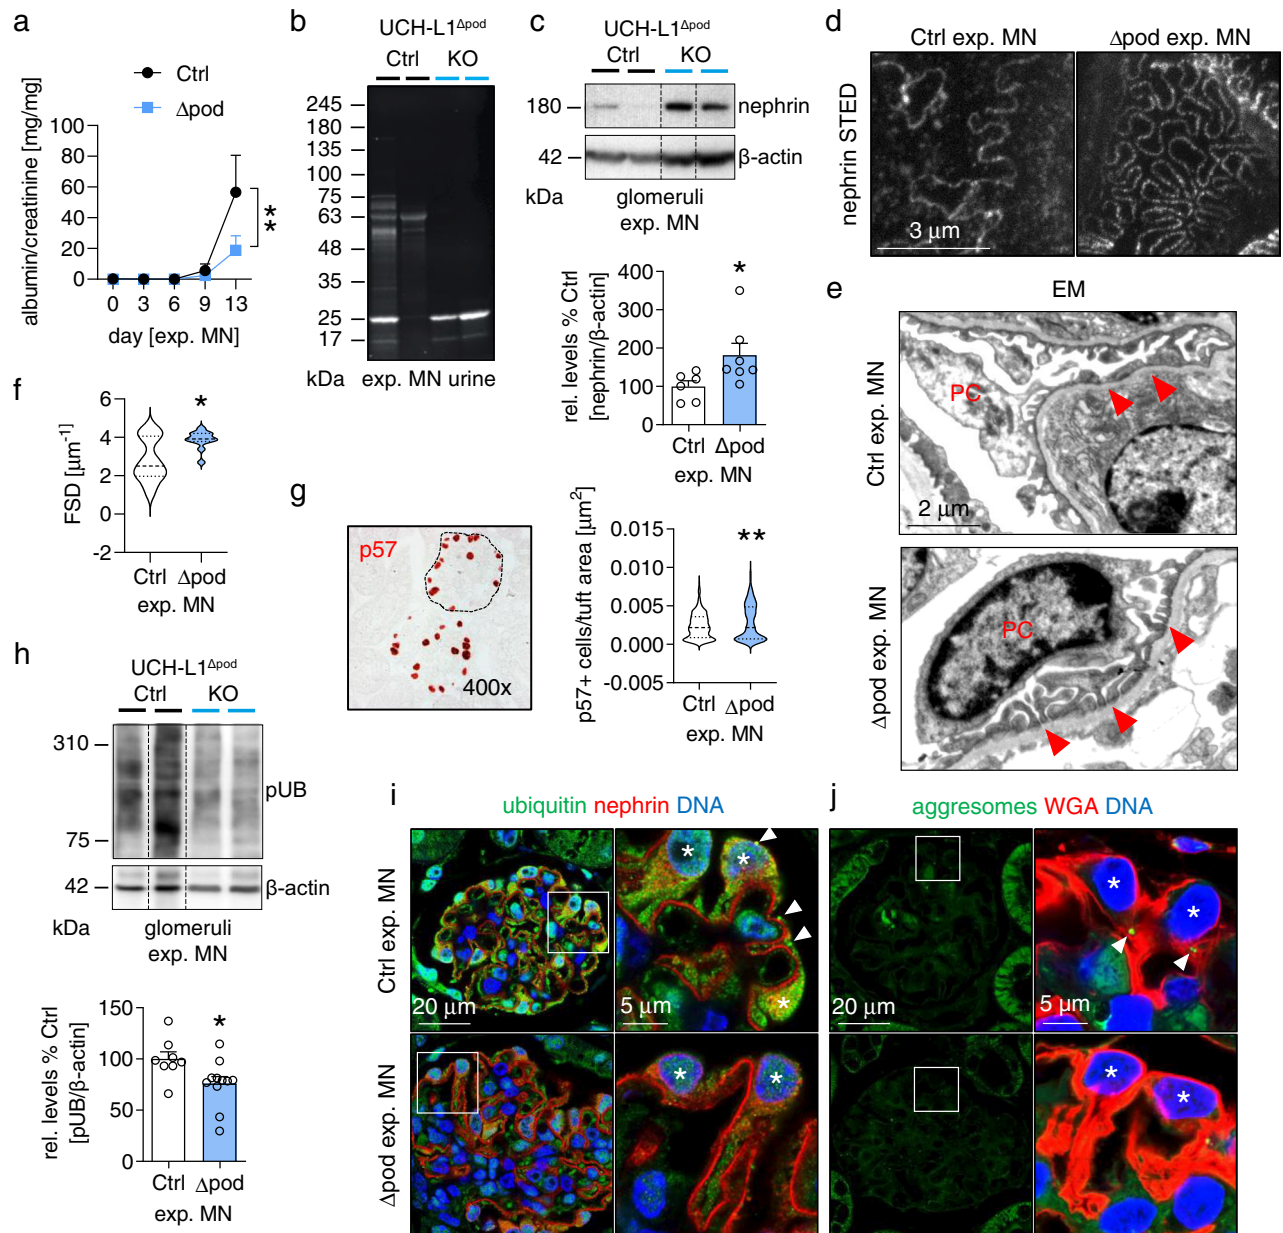 a
Ctrl
Δpod
albumin/creatinine [mg/mg]
100
80
60
40
20
0
0 3 6 9 13
day [exp. MN]
**
b
UCH-L1Δpod
Ctrl KO
245
180
135
100
75
63
48
35
25
17
kDa exp. MN urine
c
UCH-L1Δpod
Ctrl KO
180 nephrin
42 β-actin
kDa glomeruli
exp. MN
rel. levels % Ctrl
[nephrin/β-actin]
400
300
200
100
0
*
Ctrl Δpod
exp. MN
d
Ctrl exp. MN Δpod exp. MN
nephrin STED
3 μm
e
EM
Ctrl exp. MN
PC
2 μm
Δpod exp. MN
PC
f
FSD [μm-1]
6
4
2
0
-2
*
Ctrl Δpod
exp. MN
g
p57
400x
p57+ cells/tuft area [μm2]
0.015
0.010
0.005
0.000
-0.005
**
Ctrl Δpod
exp. MN
h
UCH-L1Δpod
Ctrl KO
310
pUB
75
42 β-actin
kDa glomeruli
exp. MN
rel. levels % Ctrl
[pUB/β-actin]
150
100
50
0
*
Ctrl Δpod
exp. MN
i
ubiquitin nephrin DNA
Ctrl exp. MN
20 μm
* * *
5 μm
Δpod exp. MN
* *
j
aggresomes WGA DNA
20 μm
* *
5 μm
* *